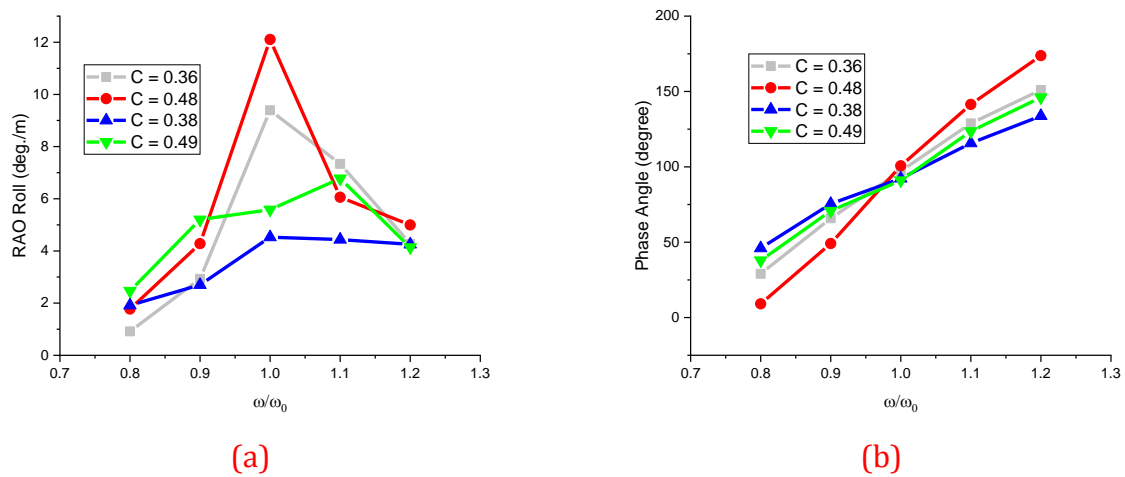 12
10
8
6
4
2
0
RAO Roll (deg./m)
C = 0.36
C = 0.48
C = 0.38
C = 0.49
0.7 0.8 0.9 1.0 1.1 1.2 1.3
ω/ω₀
(a)
200
150
100
50
0
Phase Angle (degree)
C = 0.36
C = 0.48
C = 0.38
C = 0.49
0.7 0.8 0.9 1.0 1.1 1.2 1.3
ω/ω₀
(b)